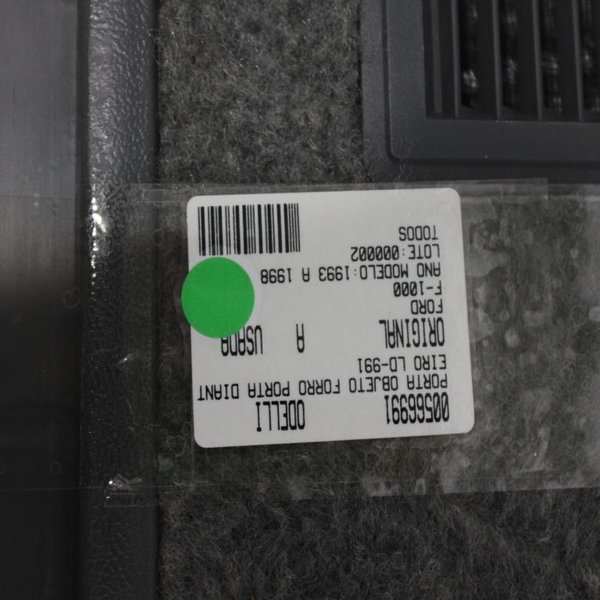 00566991 ODELLI
PORTA OBJETO FORRO PORTA DIANT
EIRO LD-991
ORIGINAL A USADA
FORD
F-1000
ANO MODELO:1993 A 1998
LOTE:000002
TODOS